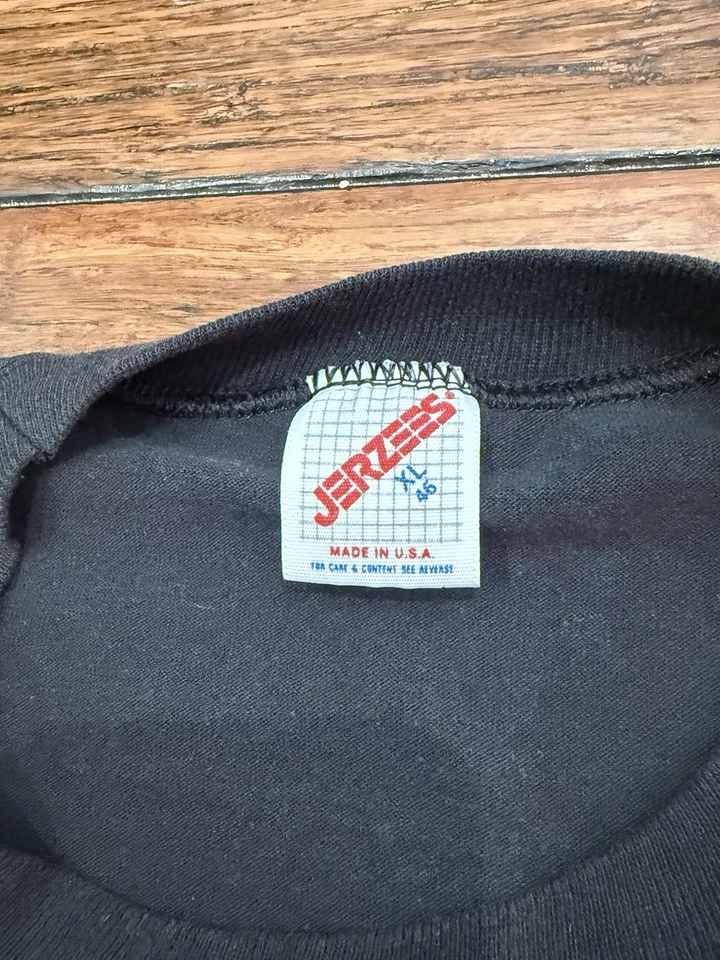 JERZEES®
XL
46
MADE IN U.S.A.
FOR CARE & CONTENT SEE REVERSE